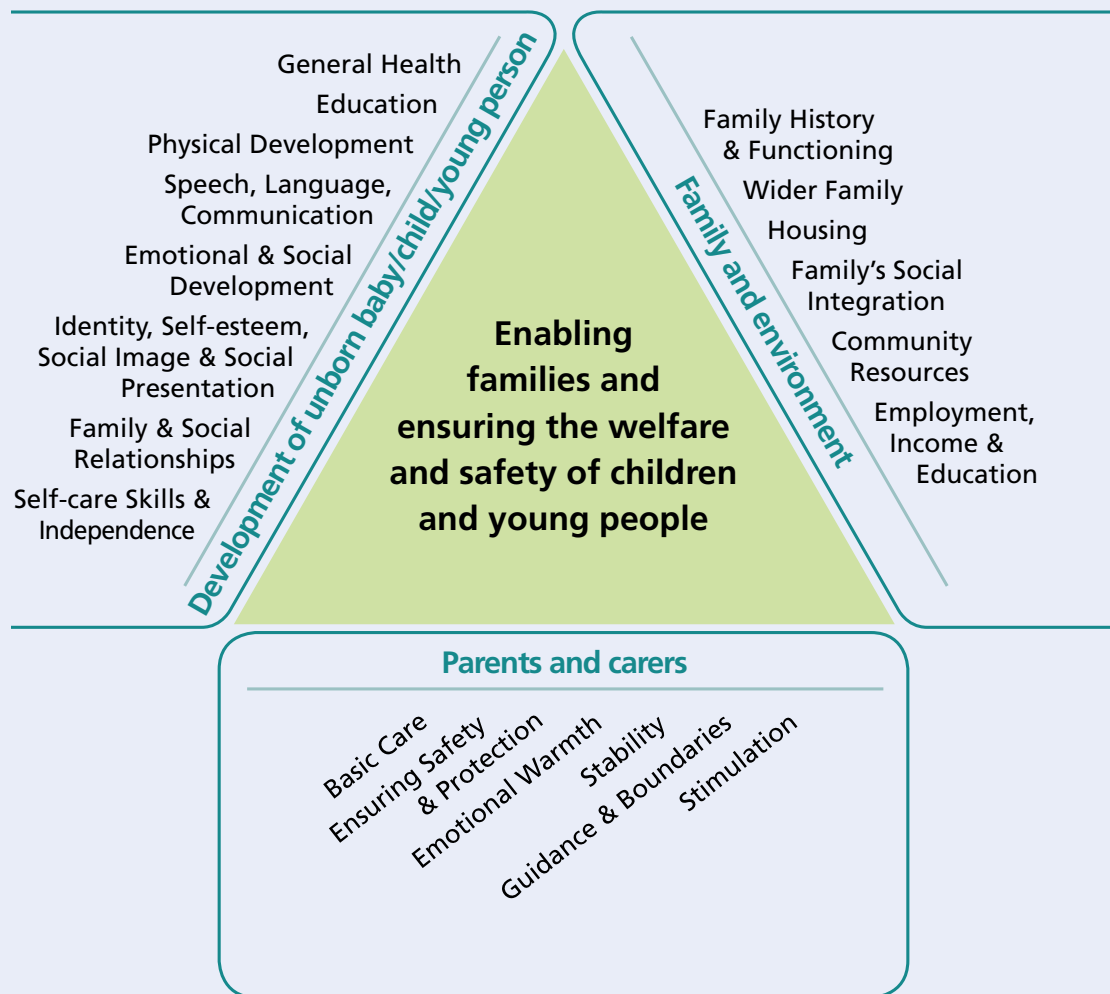 Development of unborn baby/child/young person
General Health
Education
Physical Development
Speech, Language,
Communication
Emotional & Social
Development
Identity, Self-esteem,
Social Image & Social
Presentation
Family & Social
Relationships
Self-care Skills &
Independence
Enabling
families and
ensuring the welfare
and safety of children
and young people
Family and environment
Family History
& Functioning
Wider Family
Housing
Family’s Social
Integration
Community
Resources
Employment,
Income &
Education
Parents and carers
Basic Care
Ensuring Safety
& Protection
Emotional Warmth
Stability
Guidance & Boundaries
Stimulation